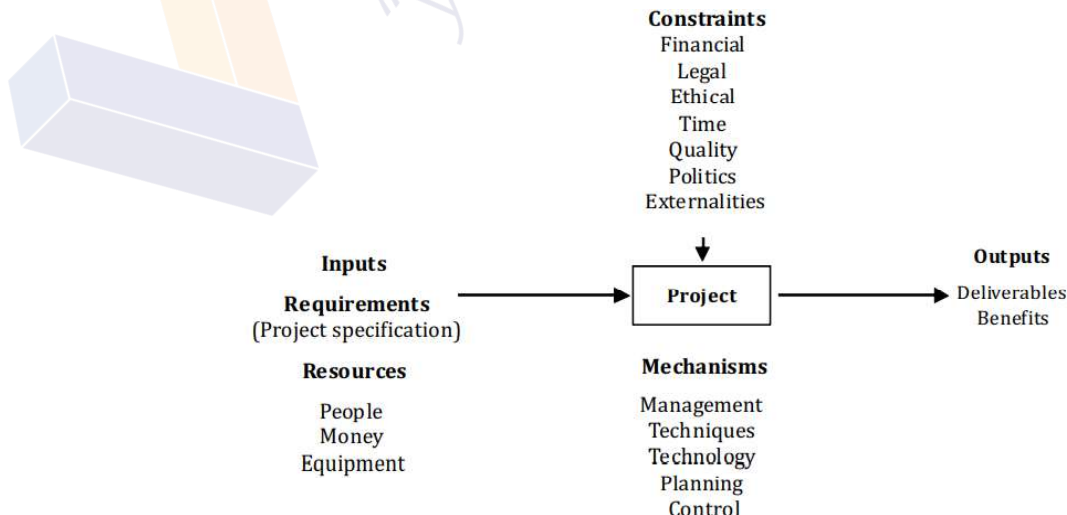 Constraints
Financial
Legal
Ethical
Time
Quality
Politics
Externalities
Inputs
Requirements
(Project specification)
Resources
People
Money
Equipment
Project
Mechanisms
Management
Techniques
Technology
Planning
Control
Outputs
Deliverables
Benefits